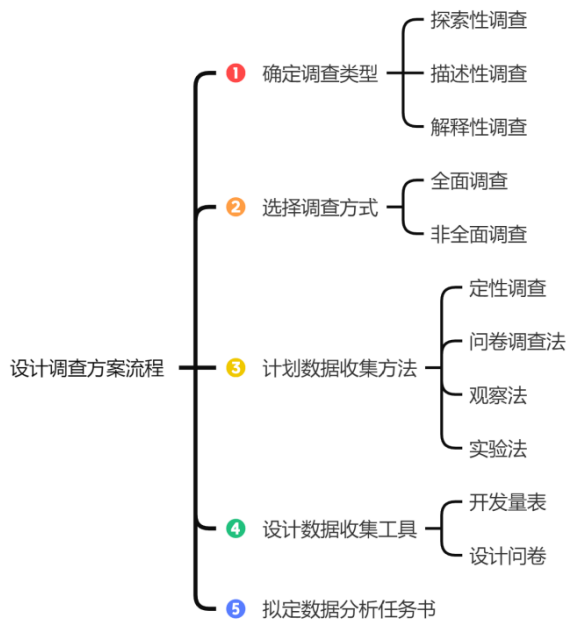 设计调查方案流程
1 确定调查类型
探索性调查
描述性调查
解释性调查
2 选择调查方式
全面调查
非全面调查
3 计划数据收集方法
定性调查
问卷调查法
观察法
实验法
4 设计数据收集工具
开发量表
设计问卷
5 拟定数据分析任务书